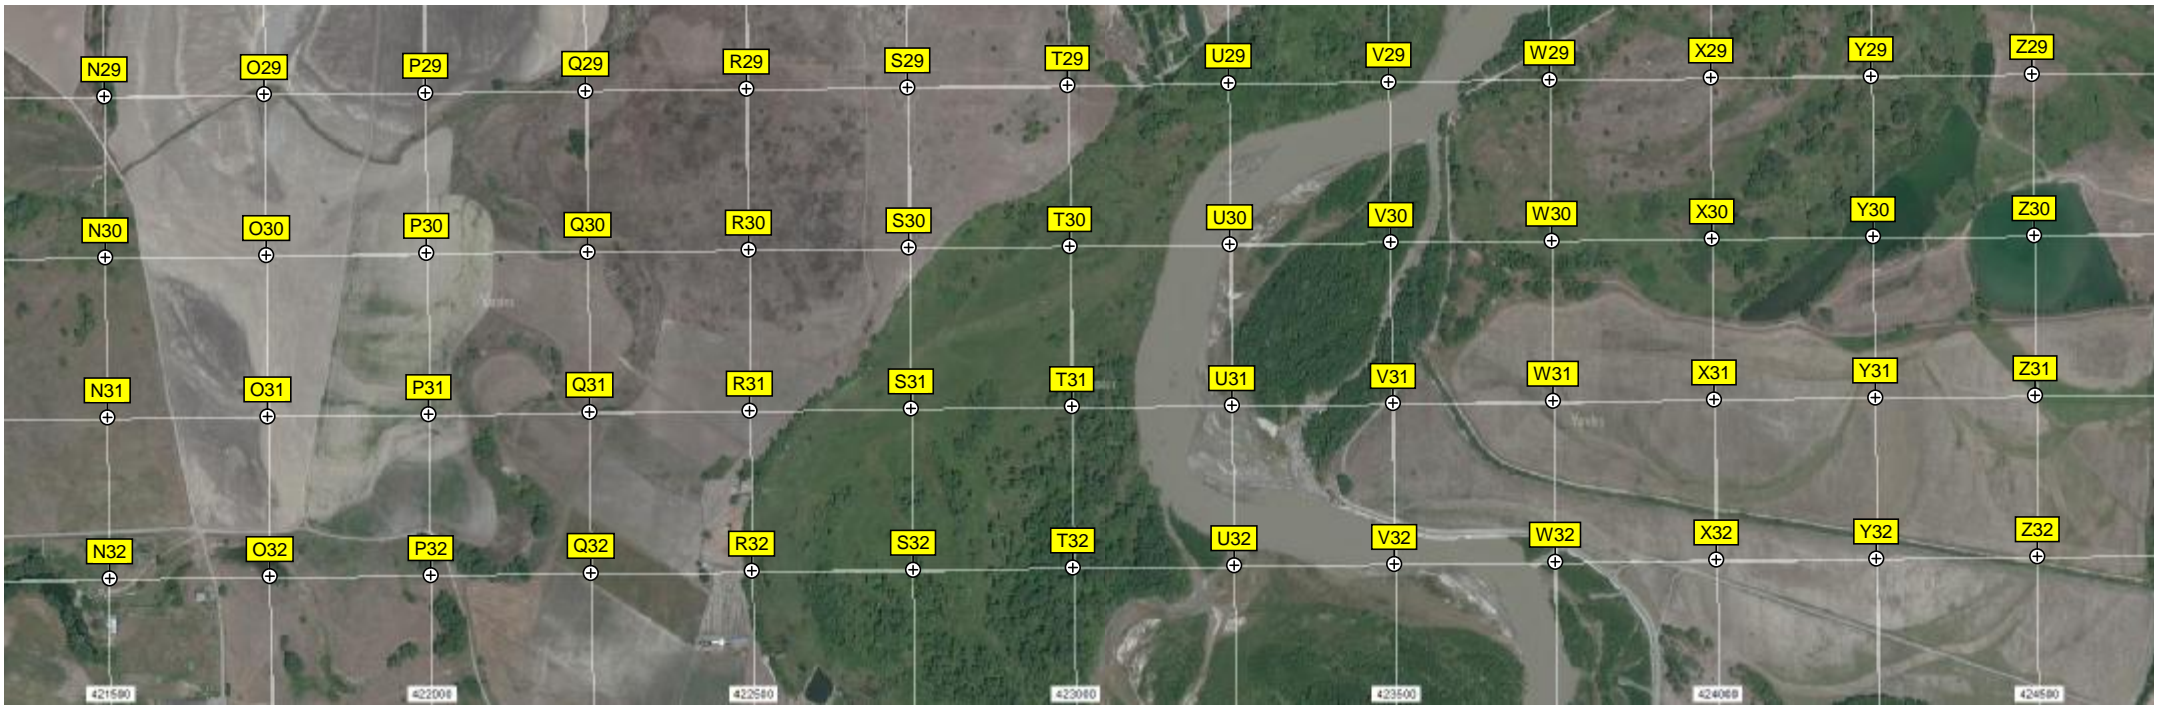 N29 O29 P29 Q29 R29 S29 T29 U29 V29 W29 X29 Y29 Z29
N30 O30 P30 Q30 R30 S30 T30 U30 V30 W30 X30 Y30 Z30
N31 O31 P31 Q31 R31 S31 T31 U31 V31 W31 X31 Y31 Z31
N32 O32 P32 Q32 R32 S32 T32 U32 V32 W32 X32 Y32 Z32
421500 422000 422500 423000 423500 424000 424500